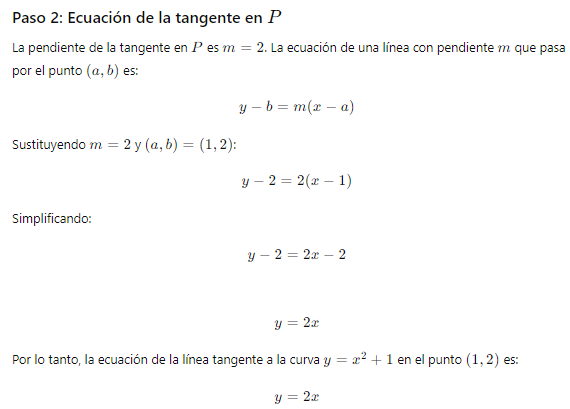 Paso 2: Ecuación de la tangente en P
La pendiente de la tangente en P es m = 2. La ecuación de una línea con pendiente m que pasa
por el punto (a, b) es:
y − b = m(x − a)
Sustituyendo m = 2 y (a, b) = (1, 2):
y − 2 = 2(x − 1)
Simplificando:
y − 2 = 2x − 2
y = 2x
Por lo tanto, la ecuación de la línea tangente a la curva y = x² + 1 en el punto (1, 2) es:
y = 2x